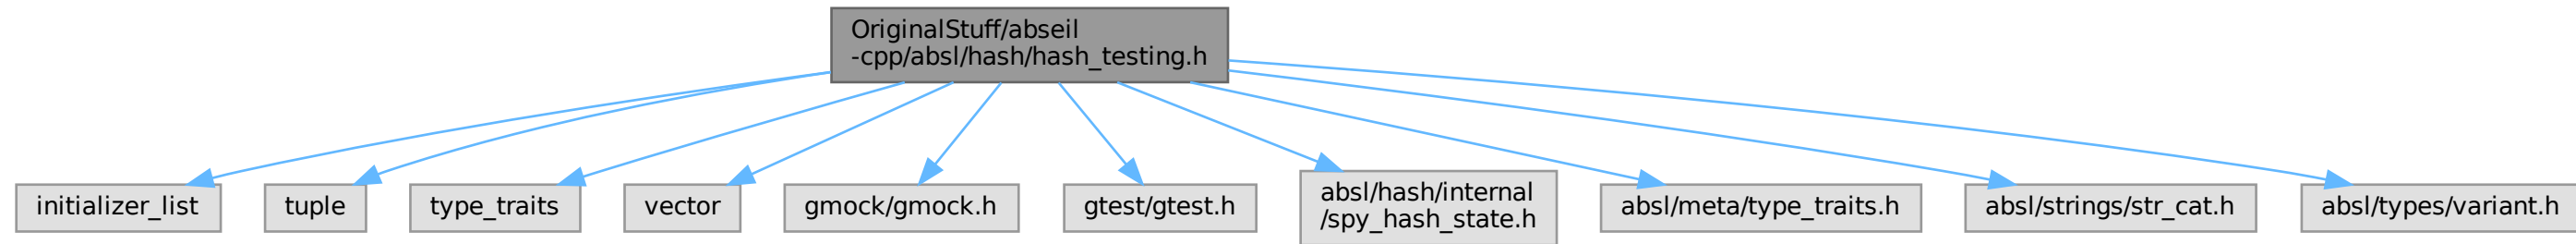 OriginalStuff/abseil
-cpp/absl/hash/hash_testing.h
initializer_list
tuple
type_traits
vector
gmock/gmock.h
gtest/gtest.h
absl/hash/internal
/spy_hash_state.h
absl/meta/type_traits.h
absl/strings/str_cat.h
absl/types/variant.h